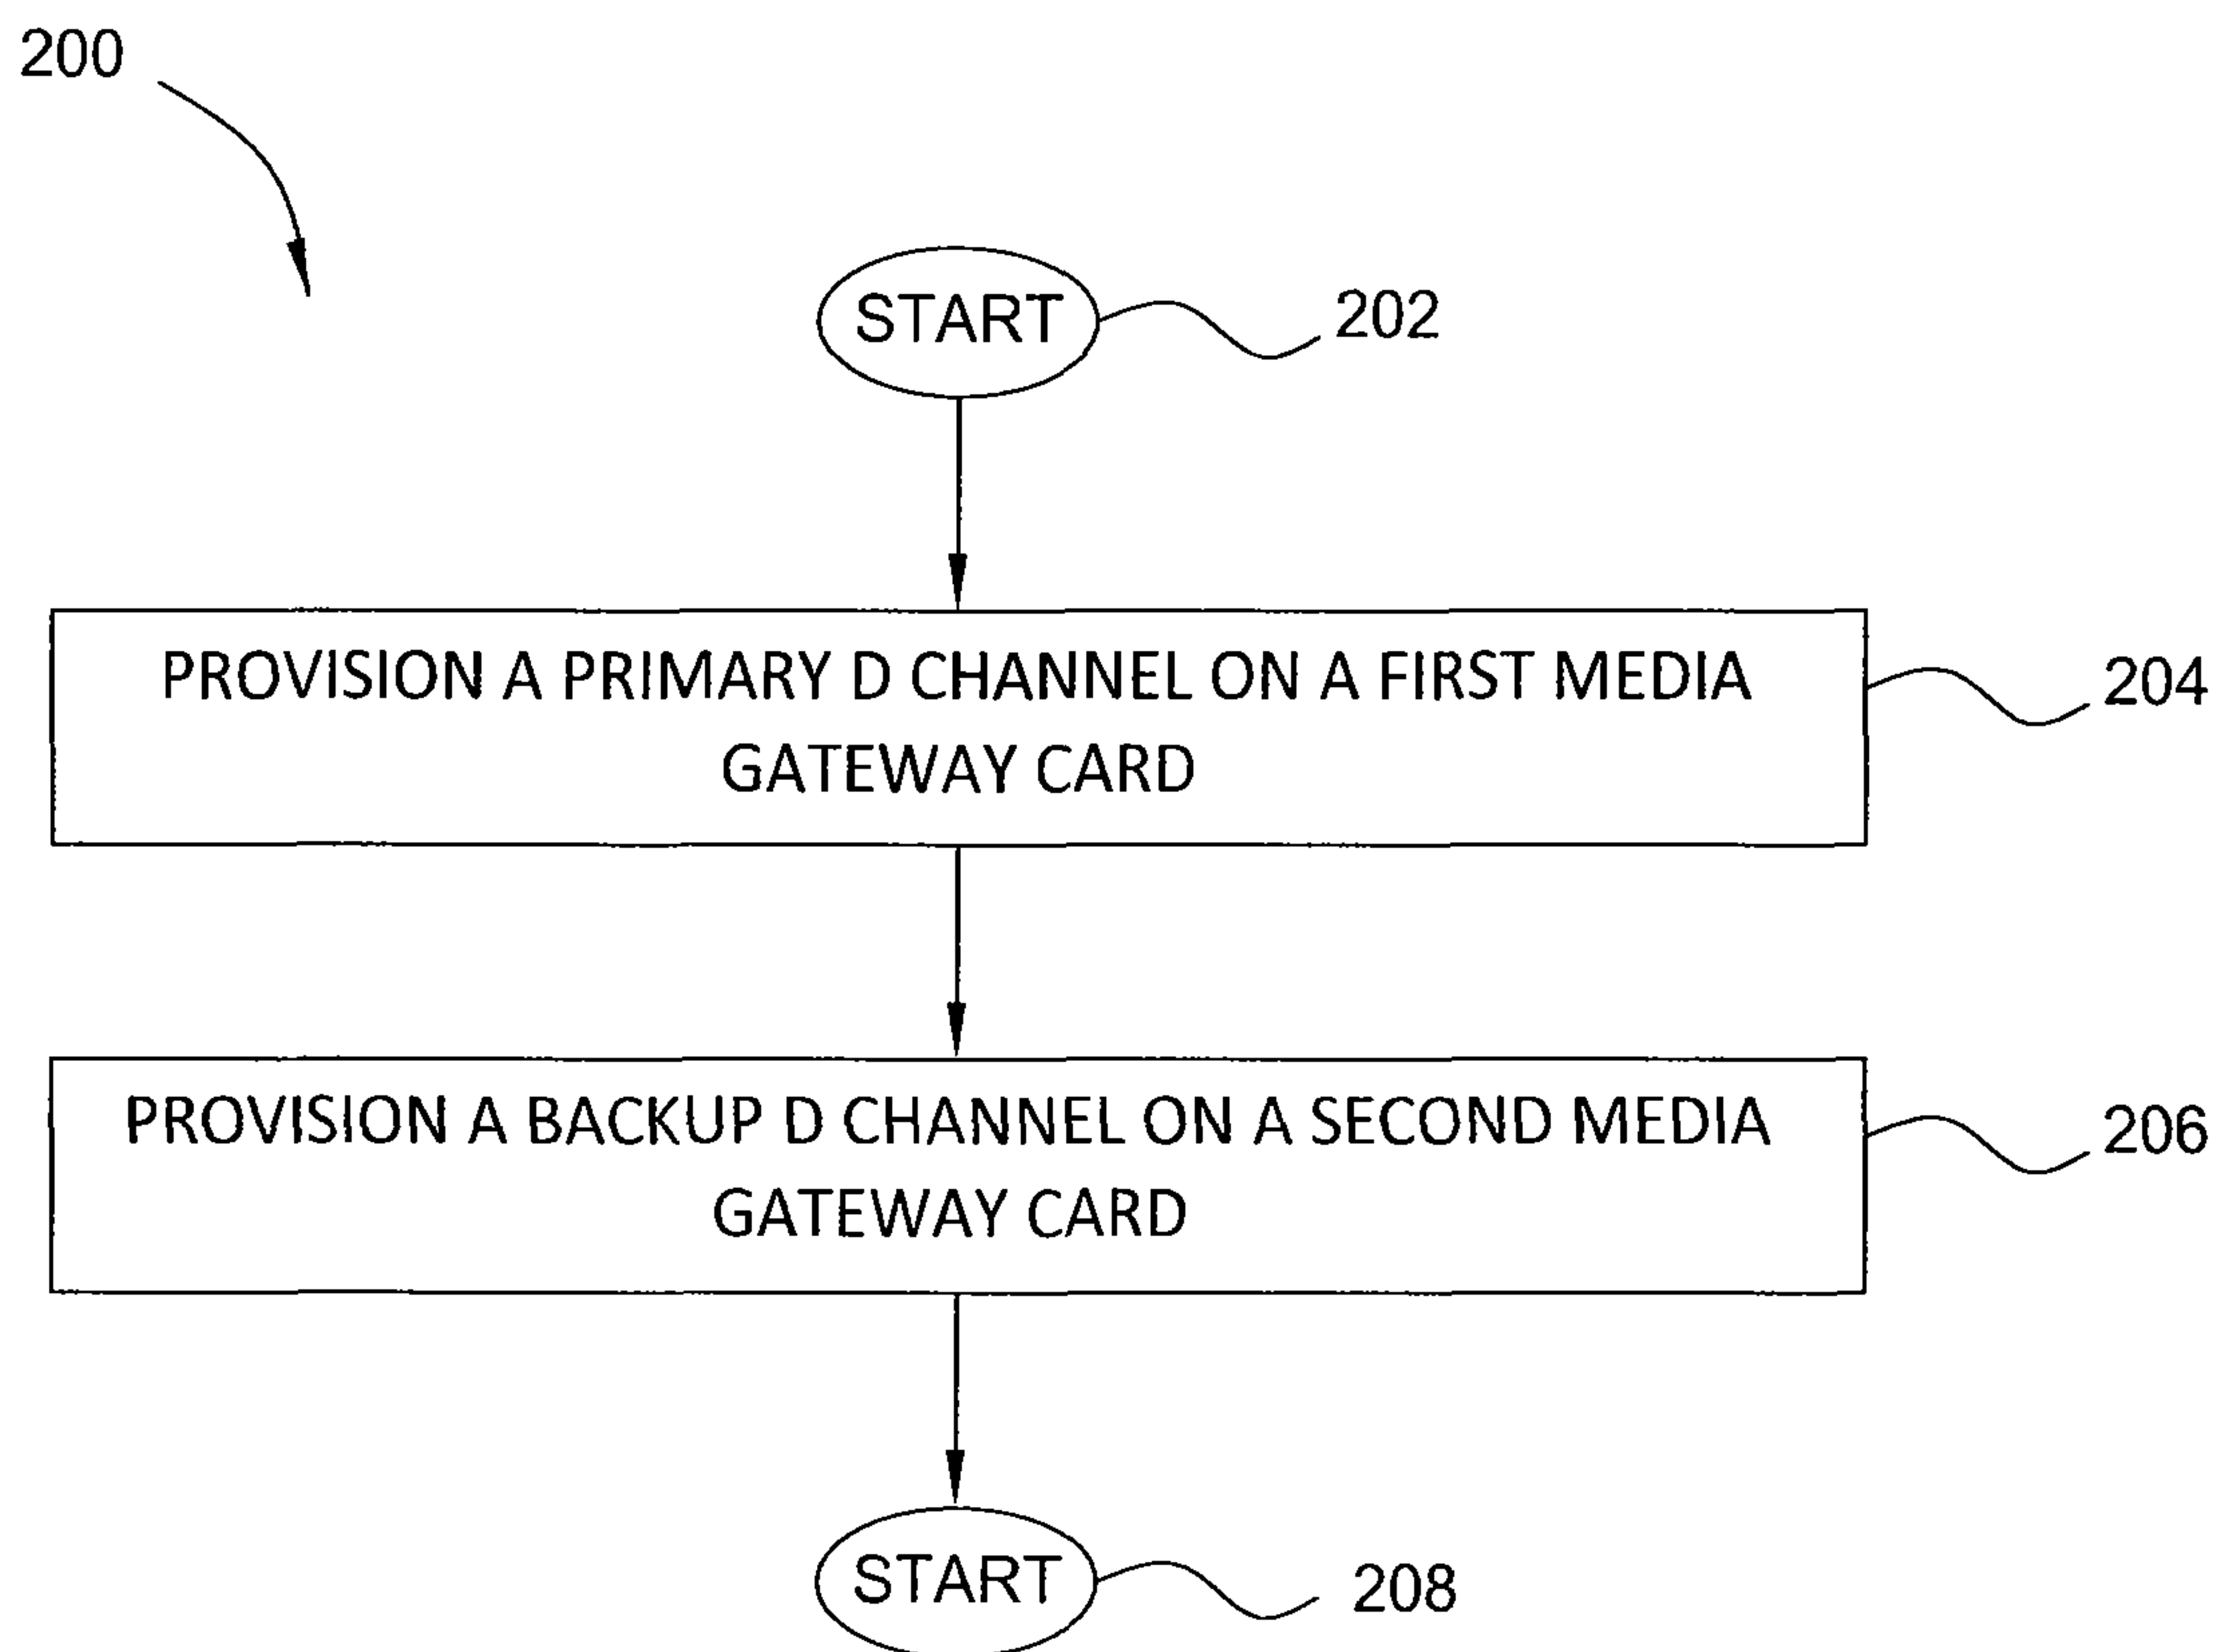 200
START
202
PROVISION A PRIMARY D CHANNEL ON A FIRST MEDIA
GATEWAY CARD
204
PROVISION A BACKUP D CHANNEL ON A SECOND MEDIA
GATEWAY CARD
206
START
208